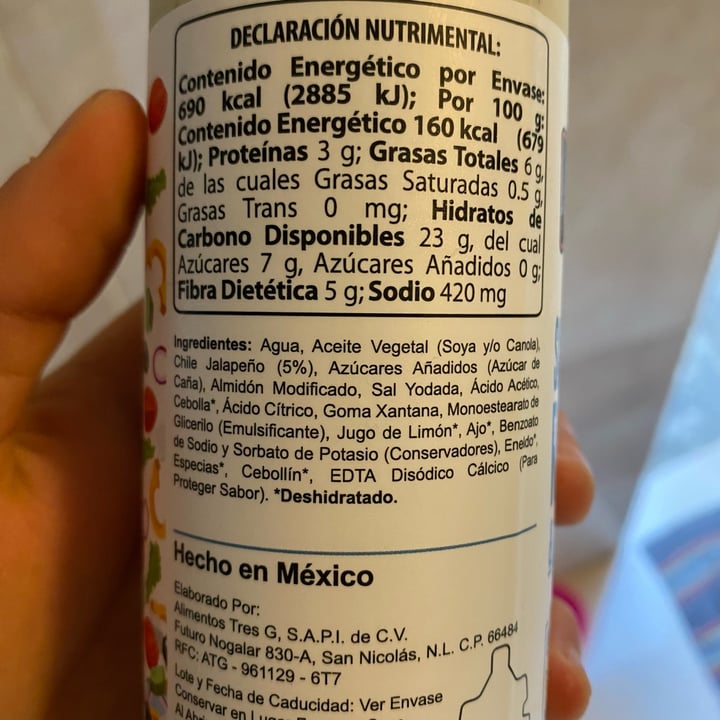 DECLARACIÓN NUTRIMENTAL:
Contenido Energético por Envase:
690 kcal (2885 kJ); Por 100 g:
Contenido Energético 160 kcal (679
kJ); Proteínas 3 g; Grasas Totales 6 g,
de las cuales Grasas Saturadas 0.5 g,
Grasas Trans 0 mg; Hidratos de
Carbono Disponibles 23 g, del cual
Azúcares 7 g, Azúcares Añadidos 0 g;
Fibra Dietética 5 g; Sodio 420 mg
Ingredientes: Agua, Aceite Vegetal (Soya y/o Canola),
Chile Jalapeño (5%), Azúcares Añadidos (Azúcar de
Caña), Almidón Modificado, Sal Yodada, Ácido Acético,
Cebolla*, Ácido Cítrico, Goma Xantana, Monoestearato de
Glicerilo (Emulsificante), Jugo de Limón*, Ajo*, Benzoato
de Sodio y Sorbato de Potasio (Conservadores), Eneldo*,
Especias*, Cebollín*, EDTA Disódico Cálcico (Para
Proteger Sabor). *Deshidratado.
Hecho en México
Elaborado Por:
Alimentos Tres G, S.A.P.I. de C.V.
Futuro Nogalar 830-A, San Nicolás, N.L. C.P. 66484
RFC: ATG - 961129 - 6T7
Lote y Fecha de Caducidad: Ver Envase
Conservar en